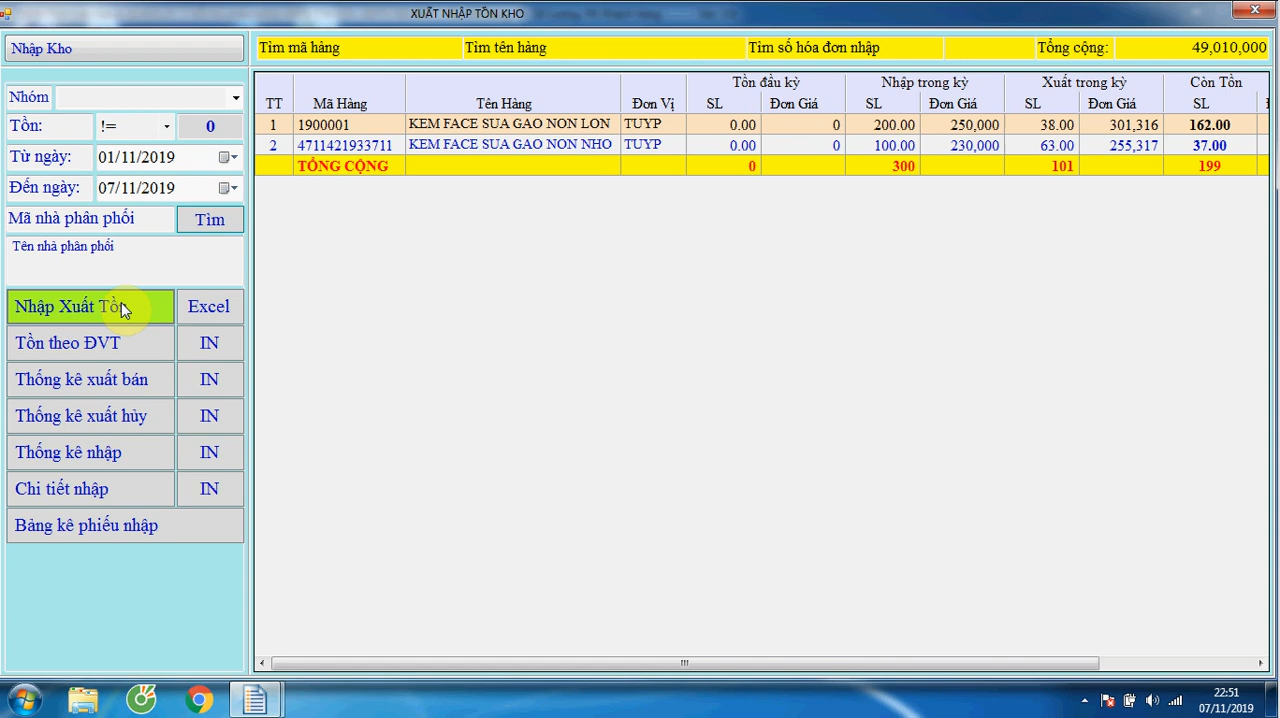 XUẤT NHẬP TỒN KHO
Nhập Kho
Tìm mã hàng Tìm tên hàng Tìm số hóa đơn nhập Tổng cộng: 49,010,000
Nhóm
Tồn: != 0
Từ ngày: 01/11/2019
Đến ngày: 07/11/2019
Mã nhà phân phối Tìm
Tên nhà phân phối
Nhập Xuất Tồn Excel
Tồn theo ĐVT IN
Thống kê xuất bán IN
Thống kê xuất hủy IN
Thống kê nhập IN
Chi tiết nhập IN
Bảng kê phiếu nhập
Tồn đầu kỳ Nhập trong kỳ Xuất trong kỳ Còn Tồn
TT Mã Hàng Tên Hàng Đơn Vị SL Đơn Giá SL Đơn Giá SL Đơn Giá SL
1 1900001 KEM FACE SUA GAO NON LON TUYP 0.00 0 200.00 250,000 38.00 301,316 162.00
2 4711421933711 KEM FACE SUA GAO NON NHO TUYP 0.00 0 100.00 230,000 63.00 255,317 37.00
TỔNG CỘNG 0 300 101 199
22:51
07/11/2019